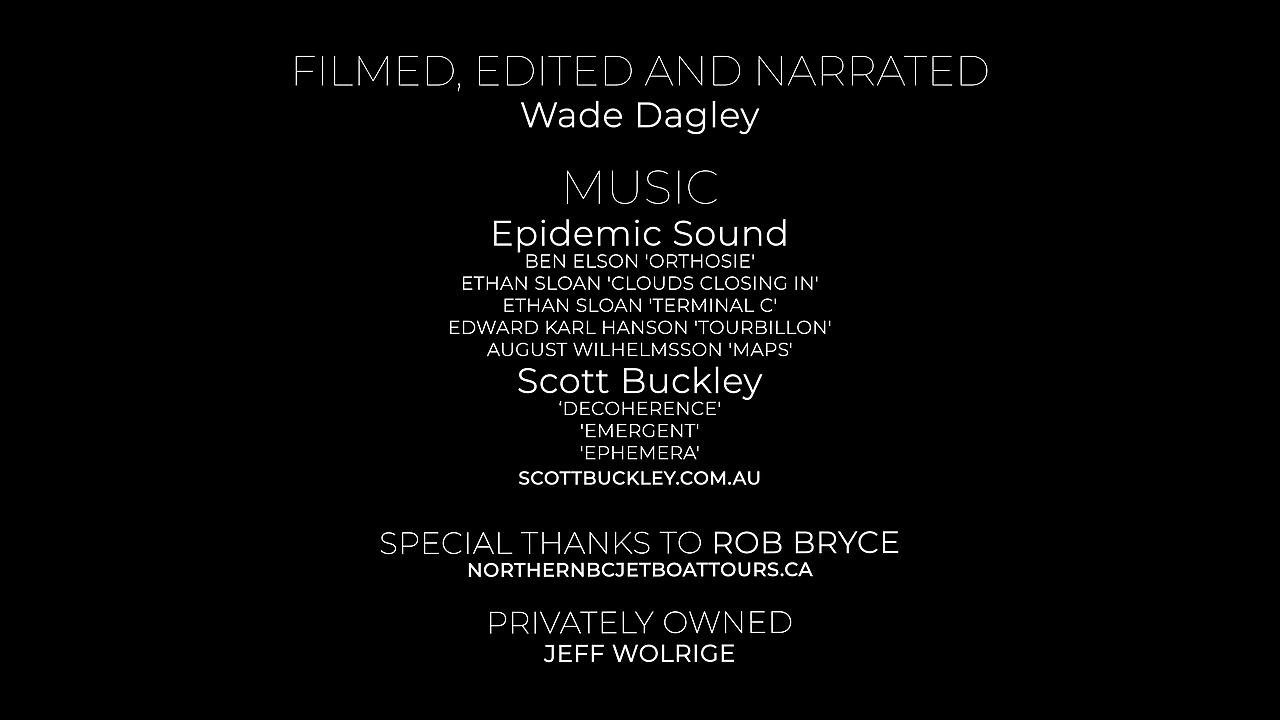 FILMED, EDITED AND NARRATED
Wade Dagley
MUSIC
Epidemic Sound
BEN ELSON 'ORTHOSIE'
ETHAN SLOAN 'CLOUDS CLOSING IN'
ETHAN SLOAN 'TERMINAL C'
EDWARD KARL HANSON 'TOURBILLON'
AUGUST WILHELMSSON 'MAPS'
Scott Buckley
‘DECOHERENCE'
'EMERGENT'
'EPHEMERA'
SCOTTBUCKLEY.COM.AU
SPECIAL THANKS TO ROB BRYCE
NORTHERNBCJETBOATTOURS.CA
PRIVATELY OWNED
JEFF WOLRIGE